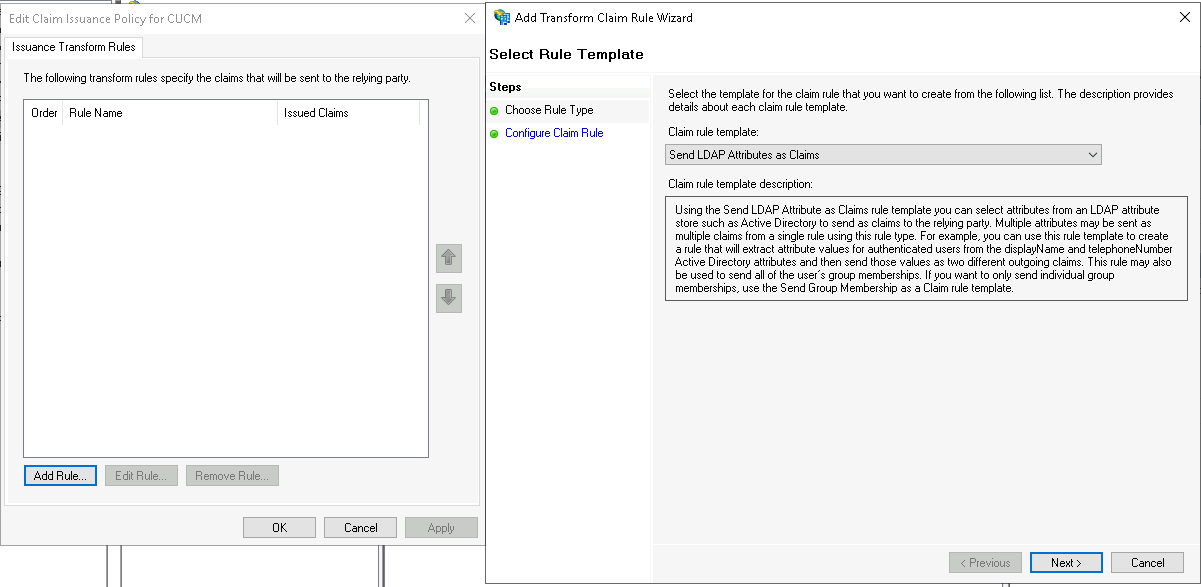 Edit Claim Issuance Policy for CUCM
Issuance Transform Rules
The following transform rules specify the claims that will be sent to the relying party.
Order Rule Name Issued Claims
Add Rule... Edit Rule... Remove Rule...
OK Cancel Apply
Add Transform Claim Rule Wizard
Select Rule Template
Steps
Choose Rule Type
Configure Claim Rule
Select the template for the claim rule that you want to create from the following list. The description provides
details about each claim rule template.
Claim rule template:
Send LDAP Attributes as Claims
Claim rule template description:
Using the Send LDAP Attribute as Claims rule template you can select attributes from an LDAP attribute
store such as Active Directory to send as claims to the relying party. Multiple attributes may be sent as
multiple claims from a single rule using this rule type. For example, you can use this rule template to create
a rule that will extract attribute values for authenticated users from the displayName and telephoneNumber
Active Directory attributes and then send those values as two different outgoing claims. This rule may also
be used to send all of the user's group memberships. If you want to only send individual group
memberships, use the Send Group Membership as a Claim rule template.
< Previous Next > Cancel